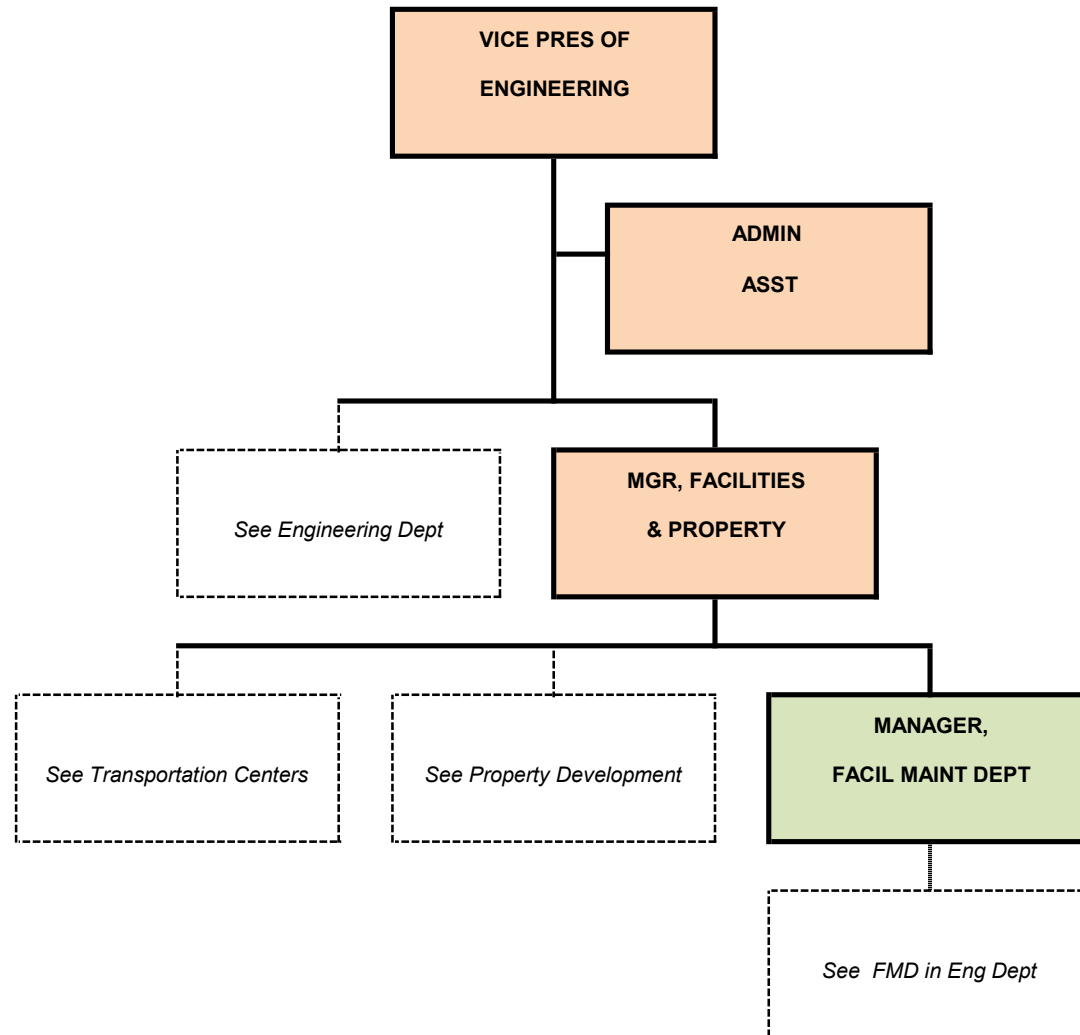 VICE PRES OF
ENGINEERING
ADMIN
ASST
See Engineering Dept
MGR, FACILITIES
& PROPERTY
See Transportation Centers
See Property Development
MANAGER,
FACIL MAINT DEPT
See  FMD in Eng Dept